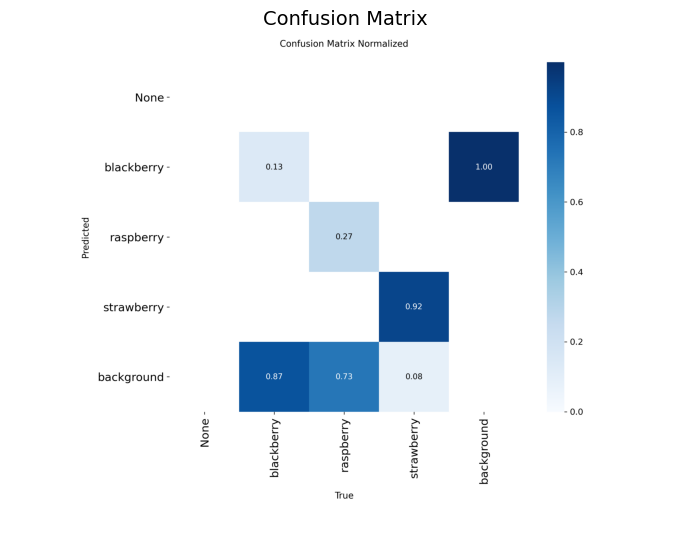 Confusion Matrix
Confusion Matrix Normalized
None
blackberry
raspberry
strawberry
background
Predicted
0.13
1.00
0.27
0.92
0.87
0.73
0.08
None
blackberry
raspberry
strawberry
background
True
0.8
0.6
0.4
0.2
0.0